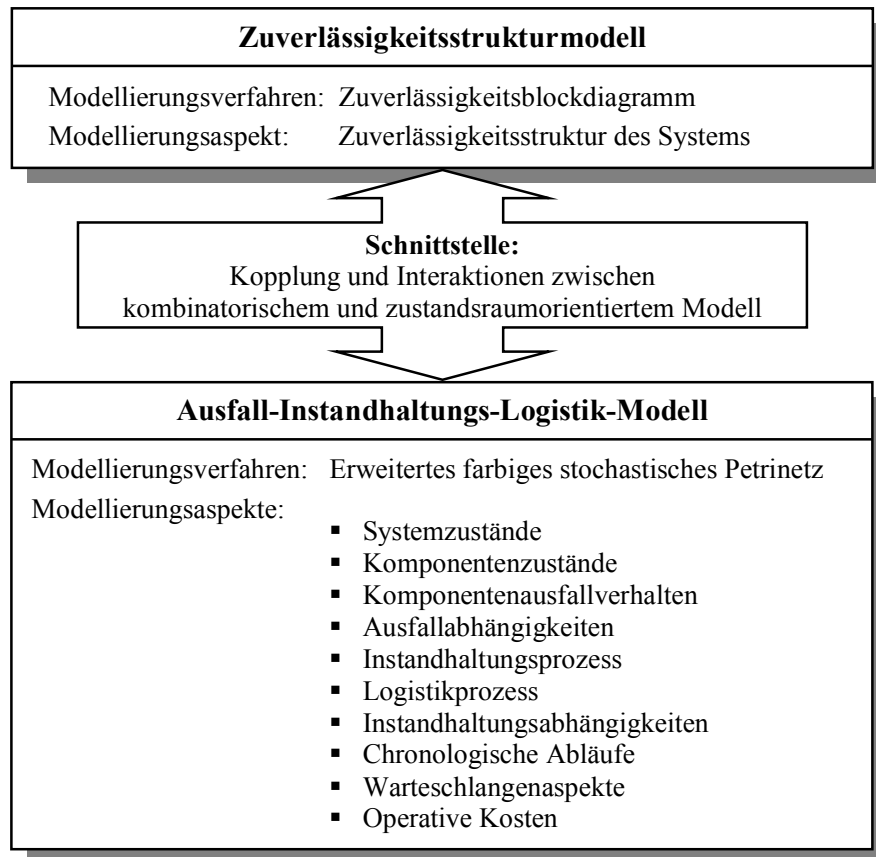 Zuverlässigkeitsstrukturmodell
Modellierungsverfahren: Zuverlässigkeitsblockdiagramm
Modellierungsaspekt: Zuverlässigkeitsstruktur des Systems
Schnittstelle:
Kopplung und Interaktionen zwischen
kombinatorischem und zustandsraumorientiertem Modell
Ausfall-Instandhaltungs-Logistik-Modell
Modellierungsverfahren: Erweitertes farbiges stochastisches Petrinetz
Modellierungsaspekte:
▪ Systemzustände
▪ Komponentenzustände
▪ Komponentenausfallverhalten
▪ Ausfallabhängigkeiten
▪ Instandhaltungsprozess
▪ Logistikprozess
▪ Instandhaltungsabhängigkeiten
▪ Chronologische Abläufe
▪ Warteschlangenaspekte
▪ Operative Kosten